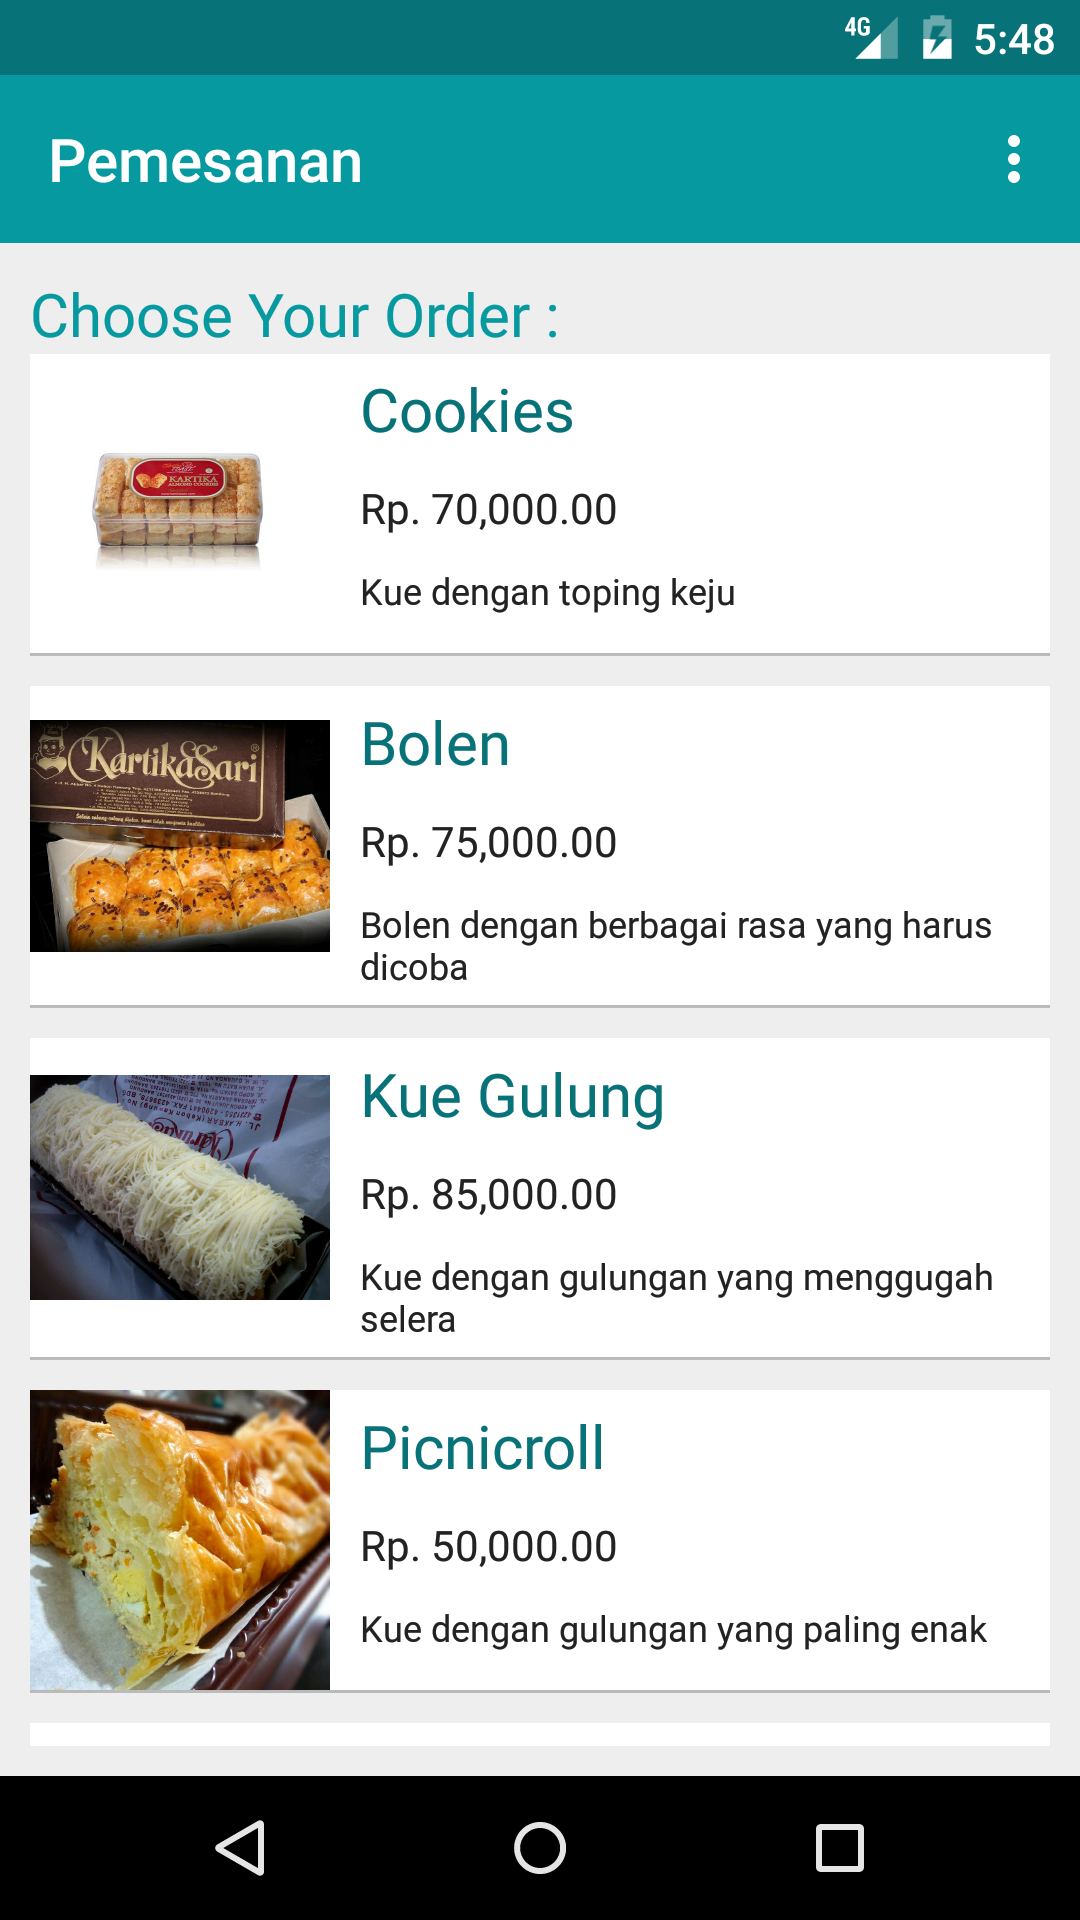 4G 5:48
Pemesanan
Choose Your Order :
Cookies
KARTIKA
ALMOND COOKIES
Rp. 70,000.00
Kue dengan toping keju
Bolen
KartikaSari
Rp. 75,000.00
Bolen dengan berbagai rasa yang harus
dicoba
Kue Gulung
Rp. 85,000.00
Kue dengan gulungan yang menggugah
selera
Picnicroll
Rp. 50,000.00
Kue dengan gulungan yang paling enak